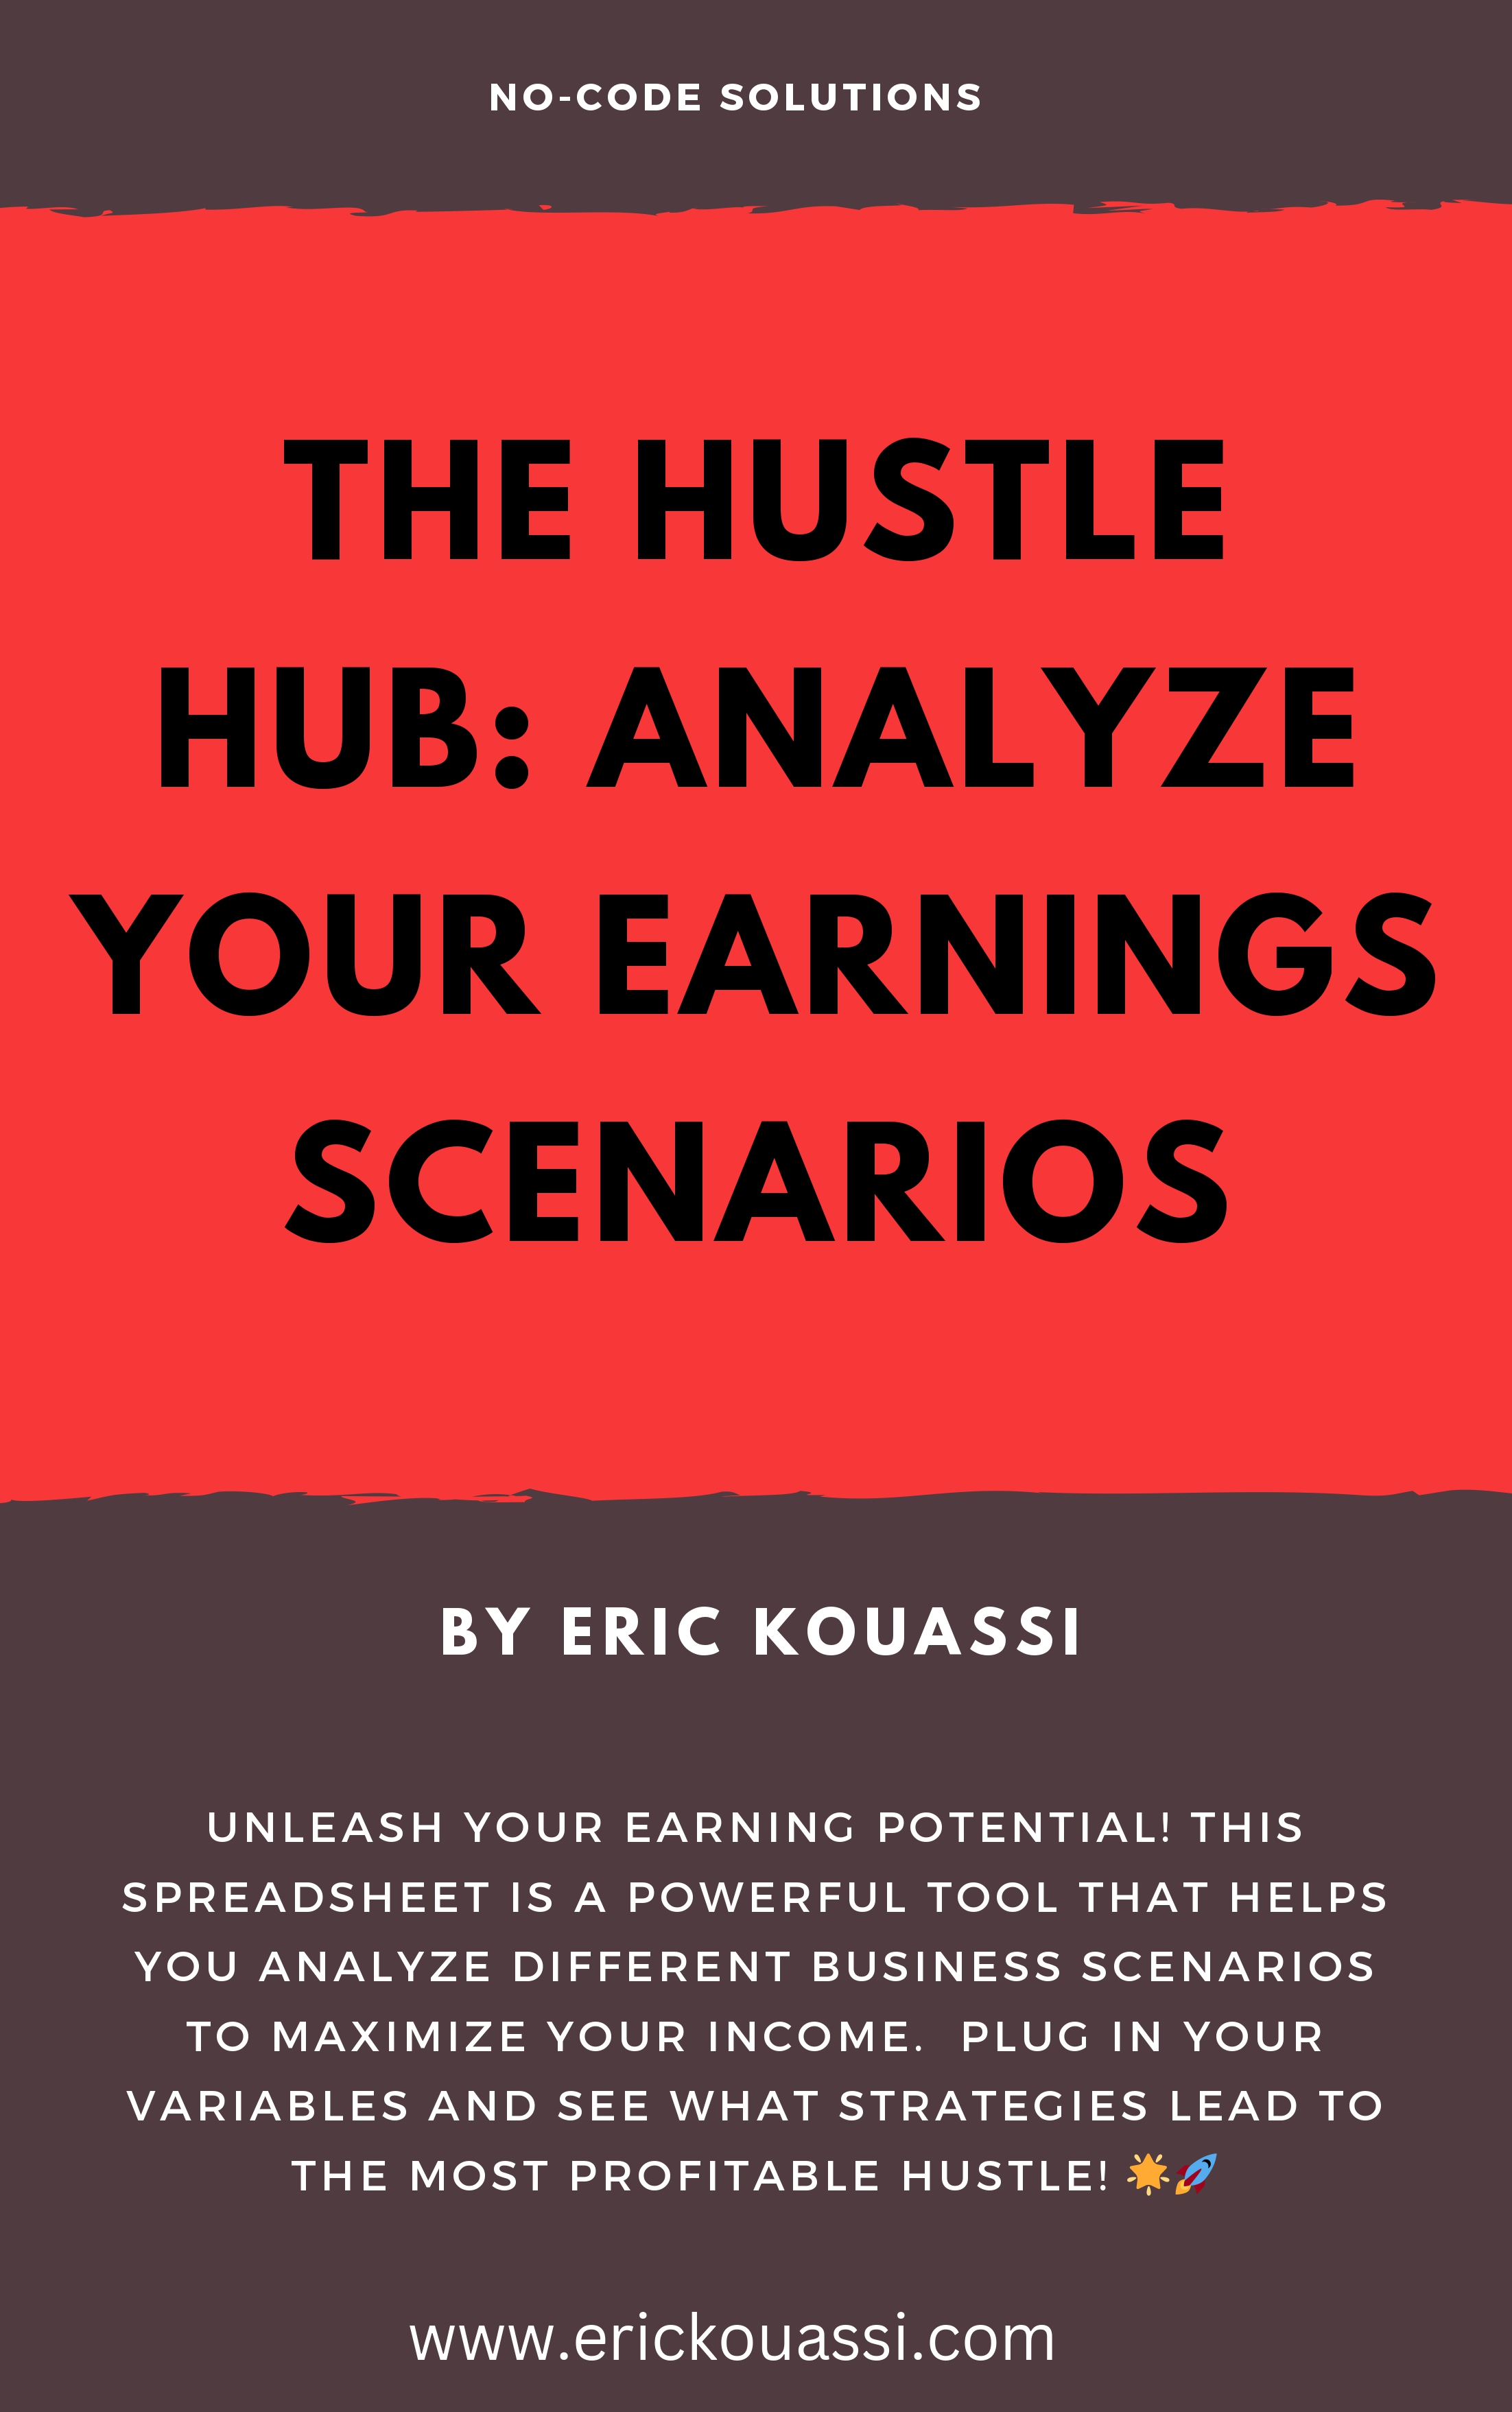 NO-CODE SOLUTIONS
THE HUSTLE
HUB: ANALYZE
YOUR EARNINGS
SCENARIOS
BY ERIC KOUASSI
UNLEASH YOUR EARNING POTENTIAL! THIS
SPREADSHEET IS A POWERFUL TOOL THAT HELPS
YOU ANALYZE DIFFERENT BUSINESS SCENARIOS
TO MAXIMIZE YOUR INCOME. PLUG IN YOUR
VARIABLES AND SEE WHAT STRATEGIES LEAD TO
THE MOST PROFITABLE HUSTLE! 🌟🚀
www.erickouassi.com